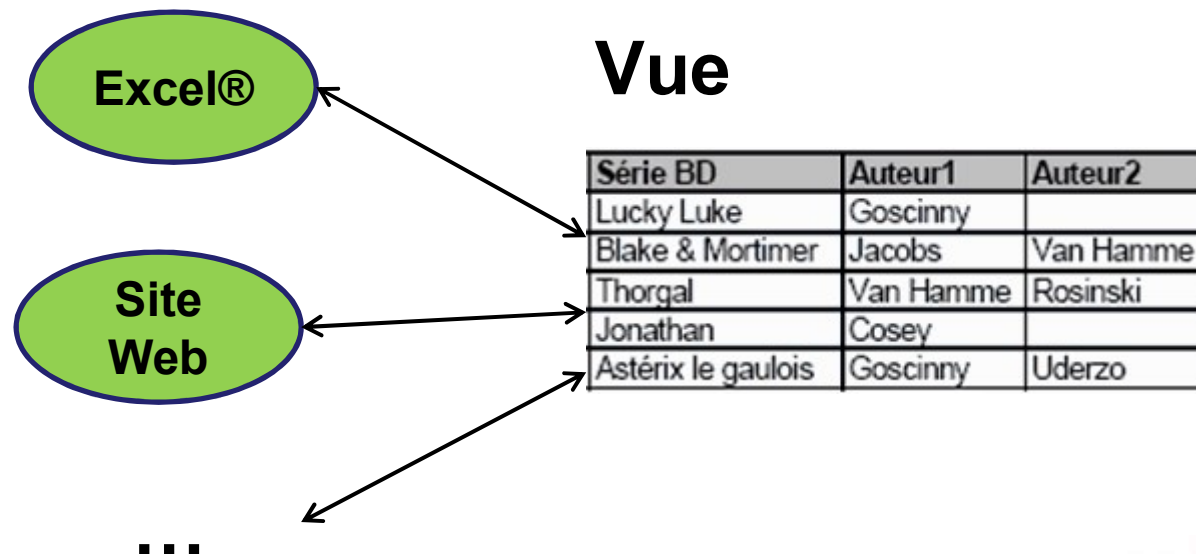 Excel®
Vue
Série BD Auteur1 Auteur2
Lucky Luke Goscinny
Blake & Mortimer Jacobs Van Hamme
Thorgal Van Hamme Rosinski
Jonathan Cosey
Astérix le gaulois Goscinny Uderzo
Site
Web
...